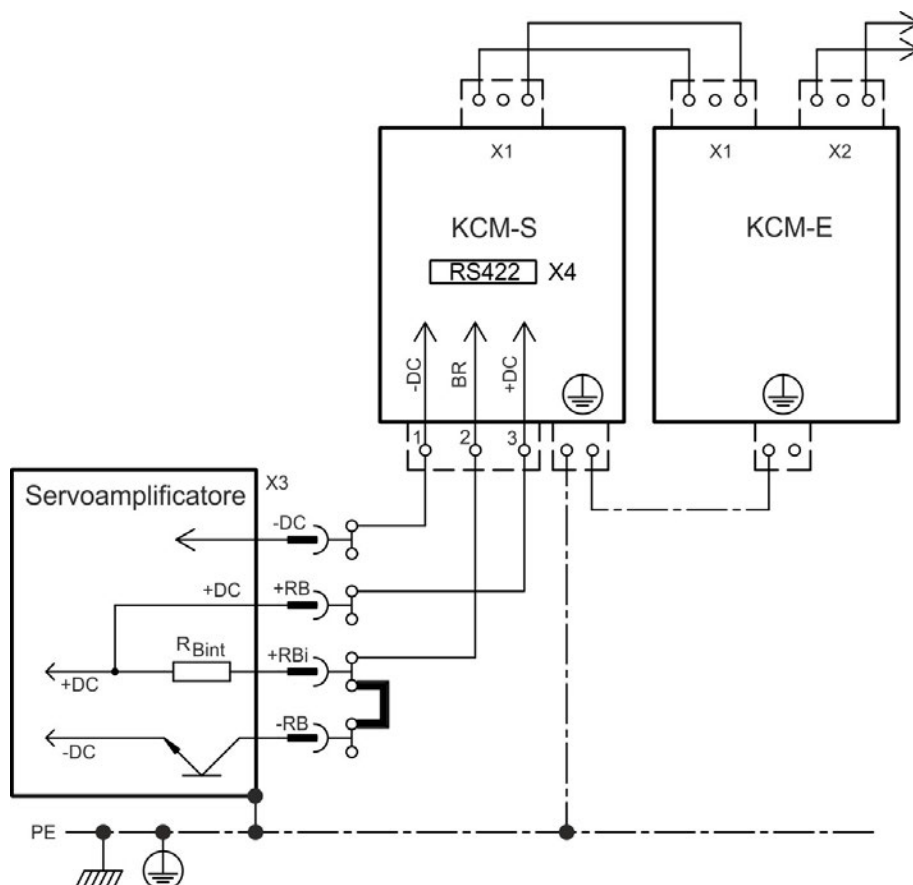 X1
X1
X2
KCM-S
KCM-E
RS422
X4
-DC
BR
+DC
1
2
3
X3
Servoamplificatore
-DC
+DC
+RB
RBint
+RBi
+DC
-RB
-DC
PE